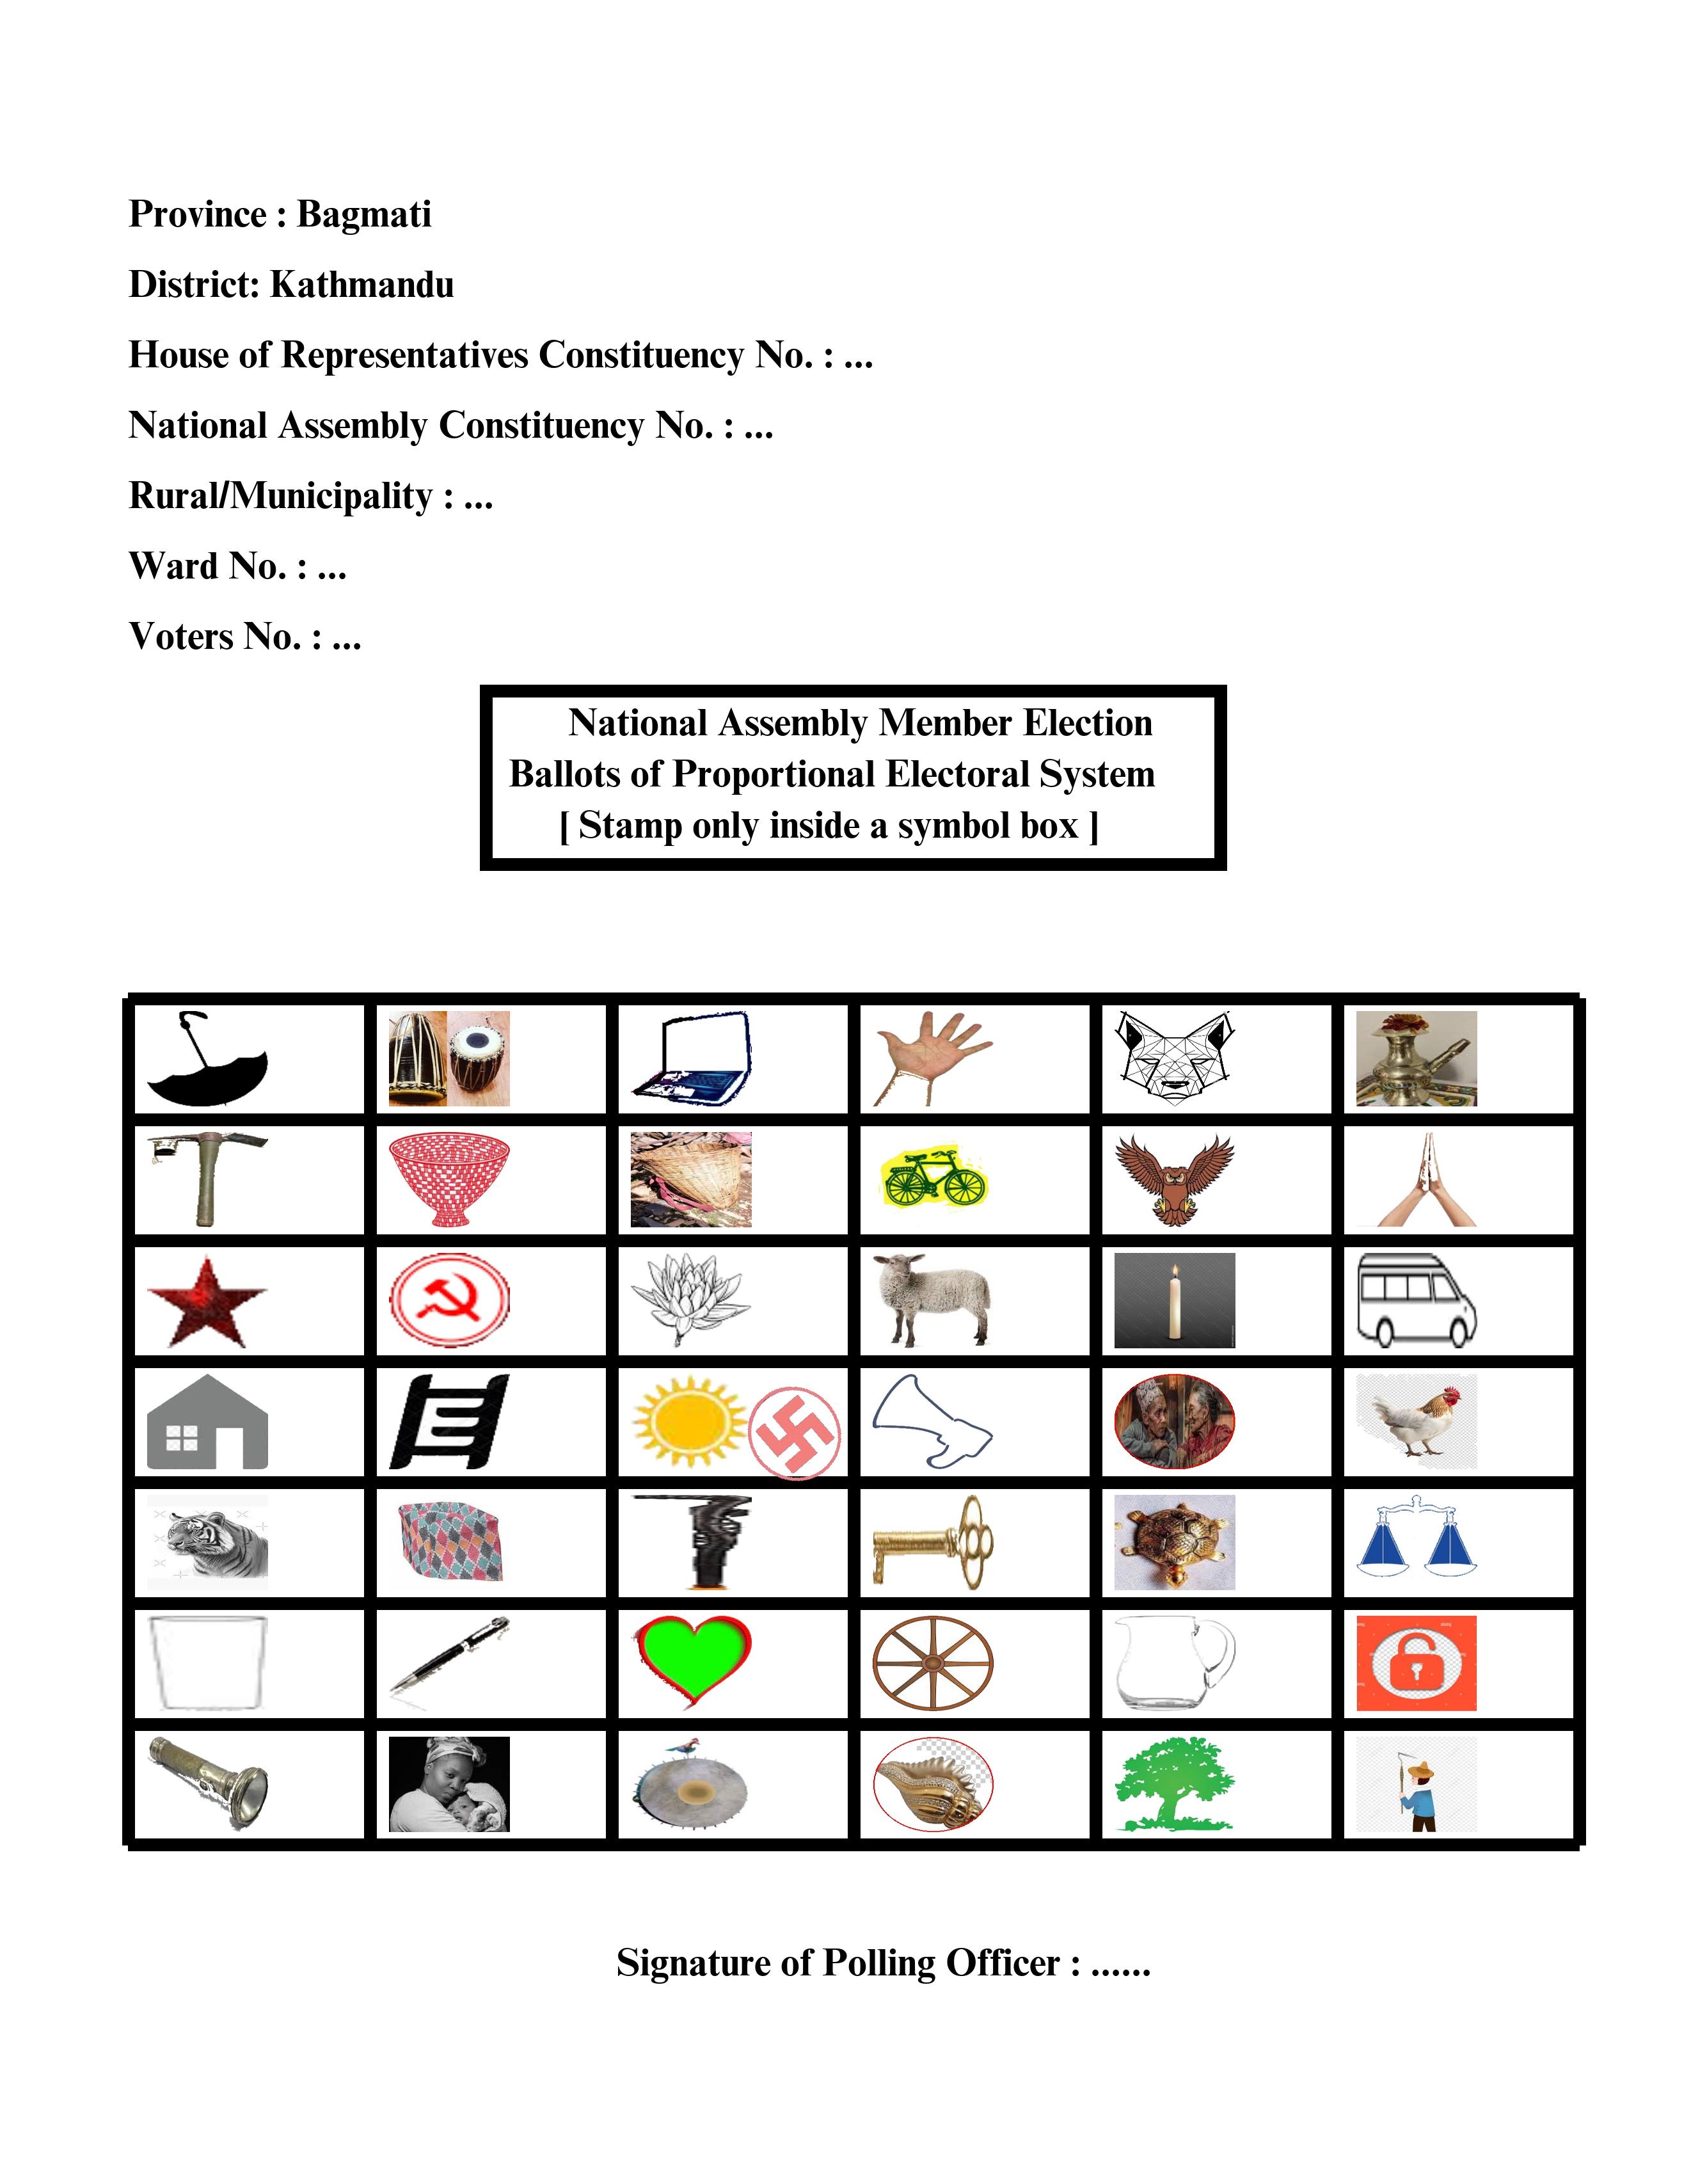 Province : Bagmati
District: Kathmandu
House of Representatives Constituency No. : ...
National Assembly Constituency No. : ...
Rural/Municipality : ...
Ward No. : ...
Voters No. : ...
National Assembly Member Election
Ballots of Proportional Electoral System
[ Stamp only inside a symbol box ]
Signature of Polling Officer : ......